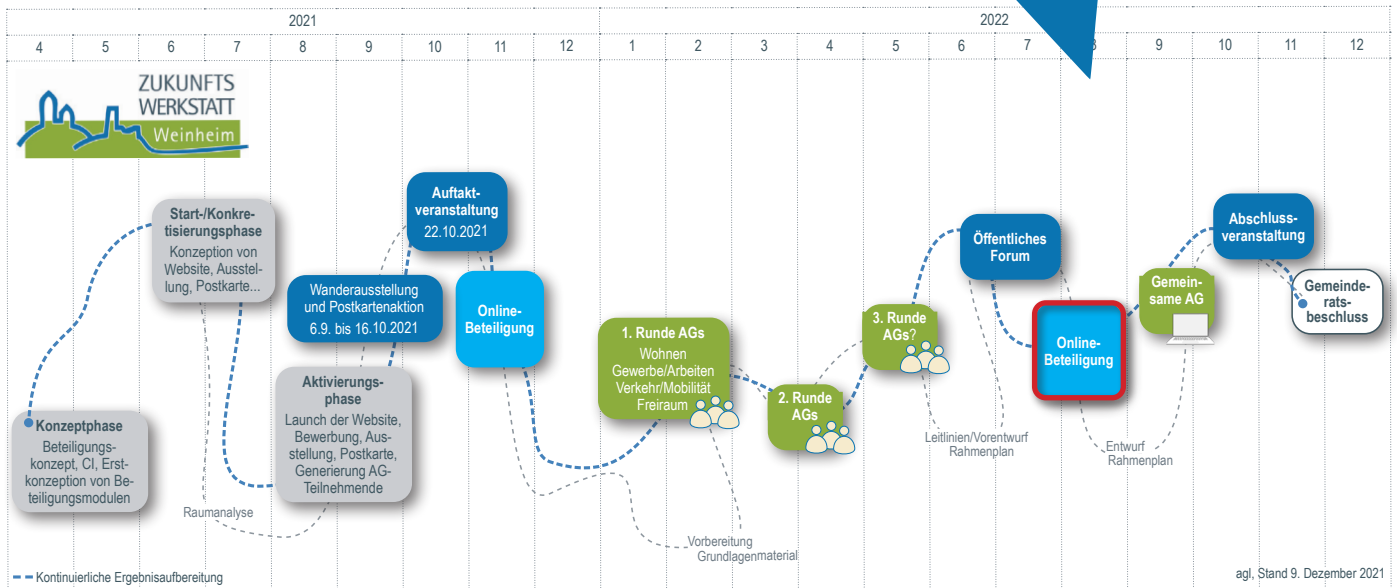 2021
2022
4 5 6 7 8 9 10 11 12 1 2 3 4 5 6 7 8 9 10 11 12
ZUKUNFTS
WERKSTATT
Weinheim
Konzeptphase
Beteiligungs-
konzept, CI, Erst-
konzeption von Be-
teiligungsmodulen
Start-/Konkre-
tisierungsphase
Konzeption von
Website, Ausstel-
lung, Postkarte...
Raumanalyse
Wanderausstellung
und Postkartenaktion
6.9. bis 16.10.2021
Aktivierungs-
phase
Launch der Website,
Bewerbung, Aus-
stellung, Postkarte,
Generierung AG-
Teilnehmende
Auftakt-
veranstaltung
22.10.2021
Online-
Beteiligung
1. Runde AGs
Wohnen
Gewerbe/Arbeiten
Verkehr/Mobilität
Freiraum
Vorbereitung
Grundlagenmaterial
2. Runde
AGs
3. Runde
AGs?
Leitlinien/Vorentwurf
Rahmenplan
Öffentliches
Forum
Online-
Beteiligung
Entwurf
Rahmenplan
Gemein-
same AG
Abschluss-
veranstaltung
Gemeinde-
rats-
beschluss
Kontinuierliche Ergebnisaufbereitung
agl, Stand 9. Dezember 2021